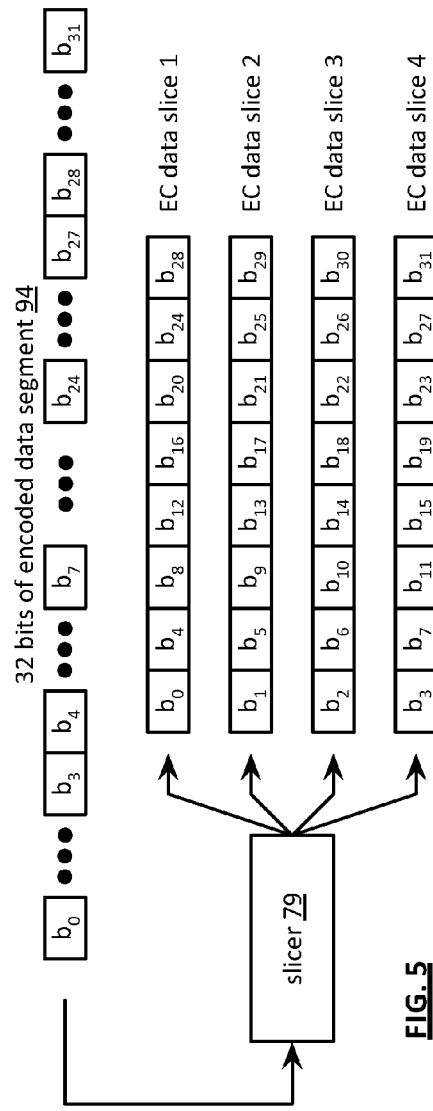 32 bits of encoded data segment 94
b0 ●●● b3 b4 ●●● b7 ●●● b24 ●●● b27 b28 ●●● b31
b0 b4 b8 b12 b16 b20 b24 b28 EC data slice 1
b1 b5 b9 b13 b17 b21 b25 b29 EC data slice 2
slicer 79
b2 b6 b10 b14 b18 b22 b26 b30 EC data slice 3
b3 b7 b11 b15 b19 b23 b27 b31 EC data slice 4
FIG. 5